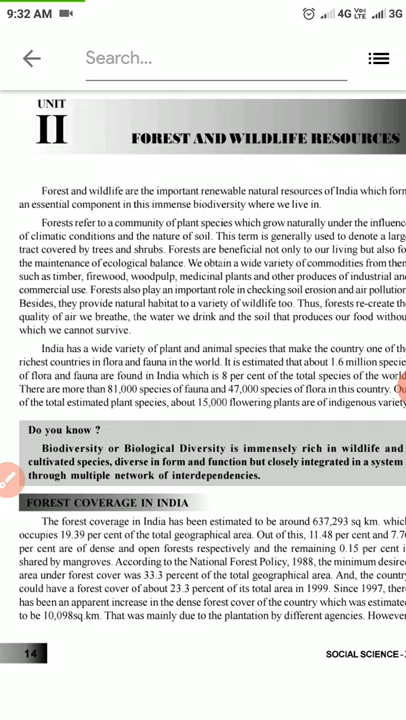 9:32 AM
4G VoLTE 3G
Search...
UNIT
II
FOREST AND WILDLIFE RESOURCES
Forest and wildlife are the important renewable natural resources of India which form
an essential component in this immense biodiversity where we live in.
Forests refer to a community of plant species which grow naturally under the influenc
of climatic conditions and the nature of soil. This term is generally used to denote a larg
tract covered by trees and shrubs. Forests are beneficial not only to our living but also fo
the maintenance of ecological balance. We obtain a wide variety of commodities from them
such as timber, firewood, woodpulp, medicinal plants and other produces of industrial and
commercial use. Forests also play an important role in checking soil erosion and air pollution
Besides, they provide natural habitat to a variety of wildlife too. Thus, forests re-create the
quality of air we breathe, the water we drink and the soil that produces our food withou
which we cannot survive.
India has a wide variety of plant and animal species that make the country one of the
richest countries in flora and fauna in the world. It is estimated that about 1.6 million specie
of flora and fauna are found in India which is 8 per cent of the total species of the world
There are more than 81,000 species of fauna and 47,000 species of flora in this country. Ou
of the total estimated plant species, about 15,000 flowering plants are of indigenous variety
Do you know ?
Biodiversity or Biological Diversity is immensely rich in wildlife and
cultivated species, diverse in form and function but closely integrated in a system
through multiple network of interdependencies.
FOREST COVERAGE IN INDIA
The forest coverage in India has been estimated to be around 637,293 sq km. whic
occupies 19.39 per cent of the total geographical area. Out of this, 11.48 per cent and 7.76
per cent are of dense and open forests respectively and the remaining 0.15 per cent i
shared by mangroves. According to the National Forest Policy, 1988, the minimum desire
area under forest cover was 33.3 percent of the total geographical area. And, the country
could have a forest cover of about 23.3 percent of its total area in 1999. Since 1997, ther
has been an apparent increase in the dense forest cover of the country which was estimate
to be 10,098sq.km. That was mainly due to the plantation by different agencies. Howeve
14
SOCIAL SCIENCE -